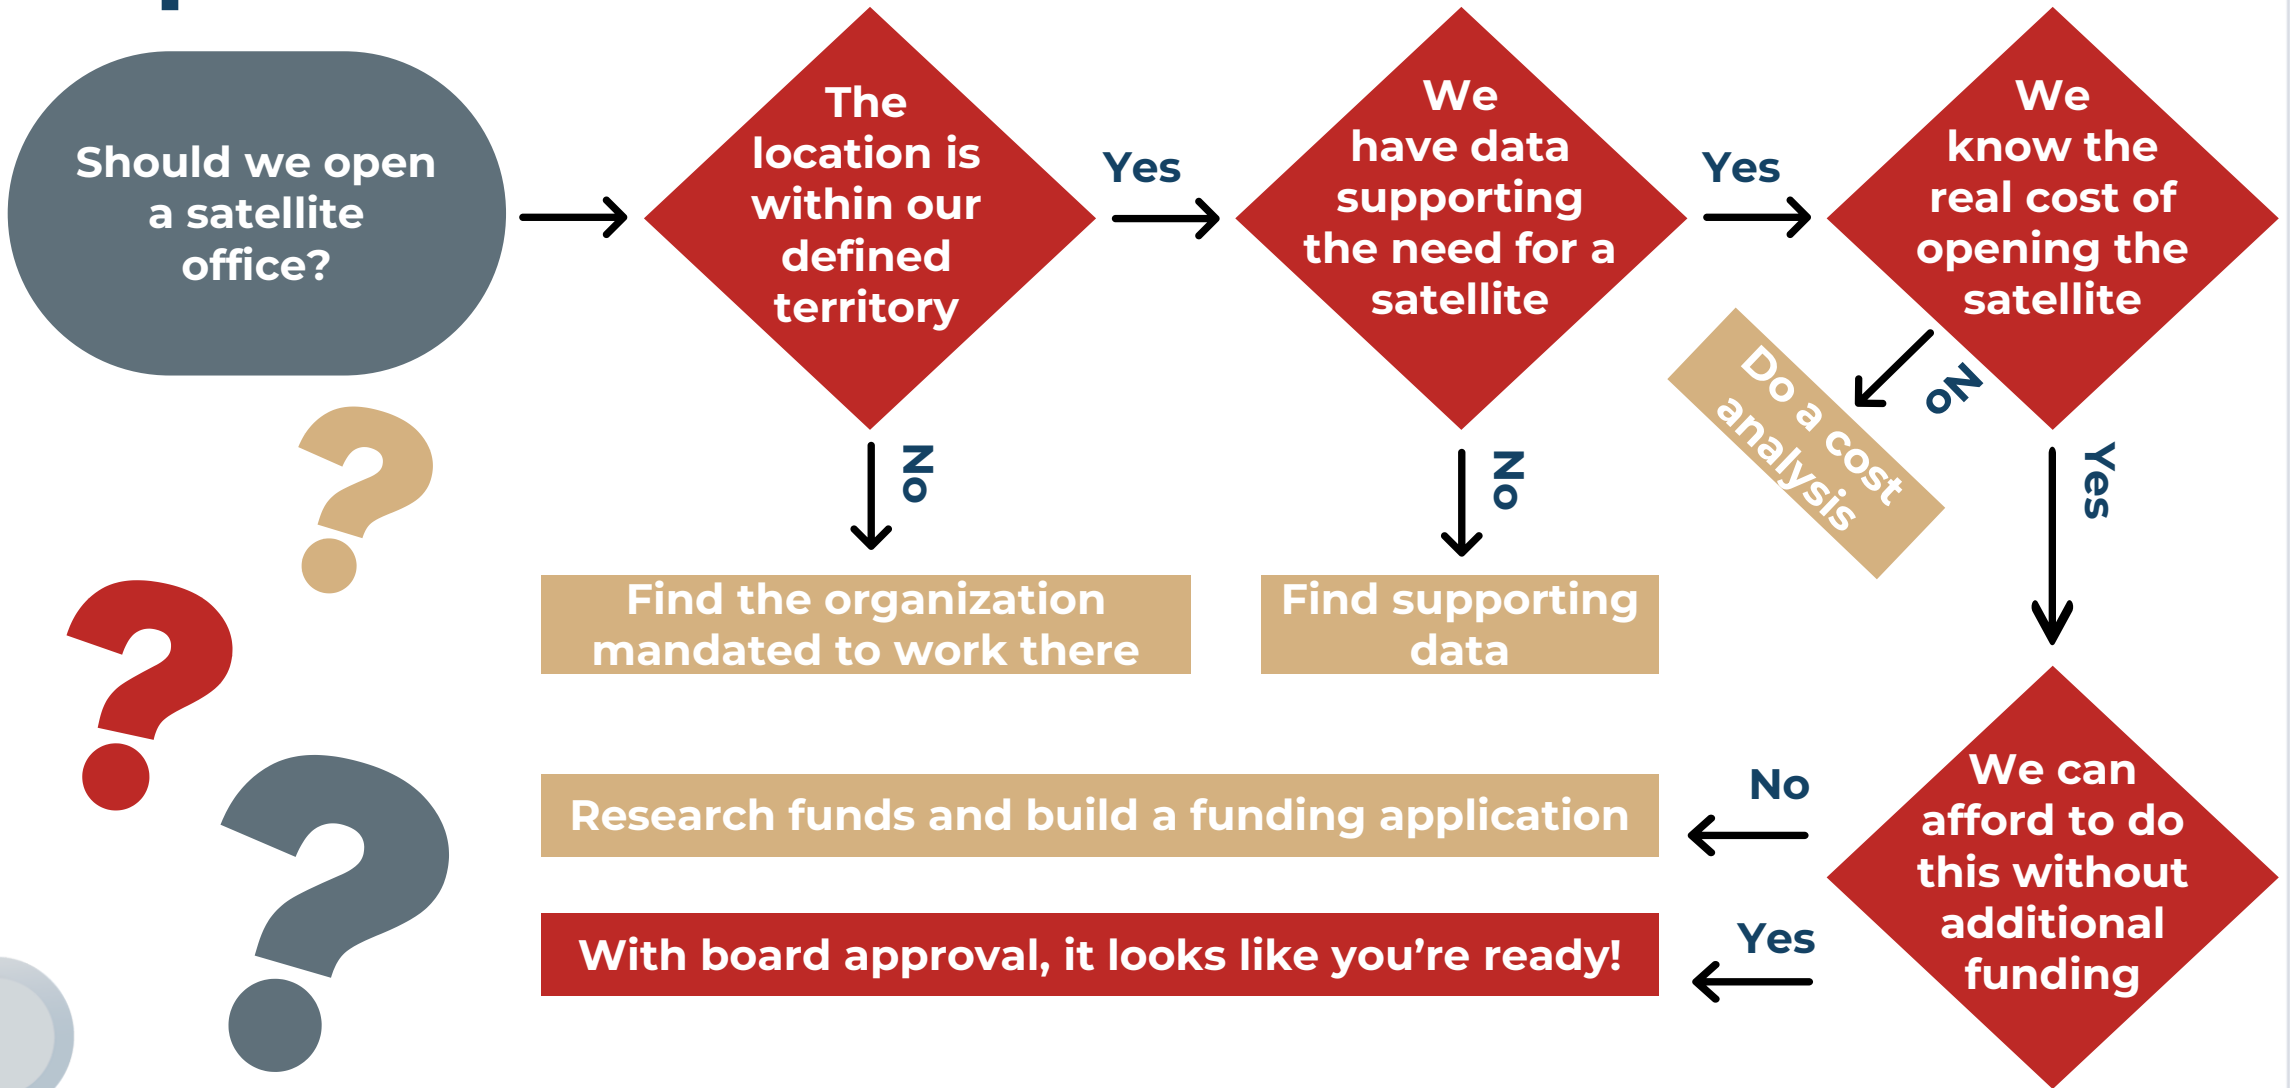 Should we open
a satellite
office?
The
location is
within our
defined
territory
Yes
We
have data
supporting
the need for a
satellite
Yes
We
know the
real cost of
opening the
satellite
No
Find the organization
mandated to work there
No
Find supporting
data
No
Do a cost
analysis
Yes
We can
afford to do
this without
additional
funding
No
Research funds and build a funding application
Yes
With board approval, it looks like you’re ready!